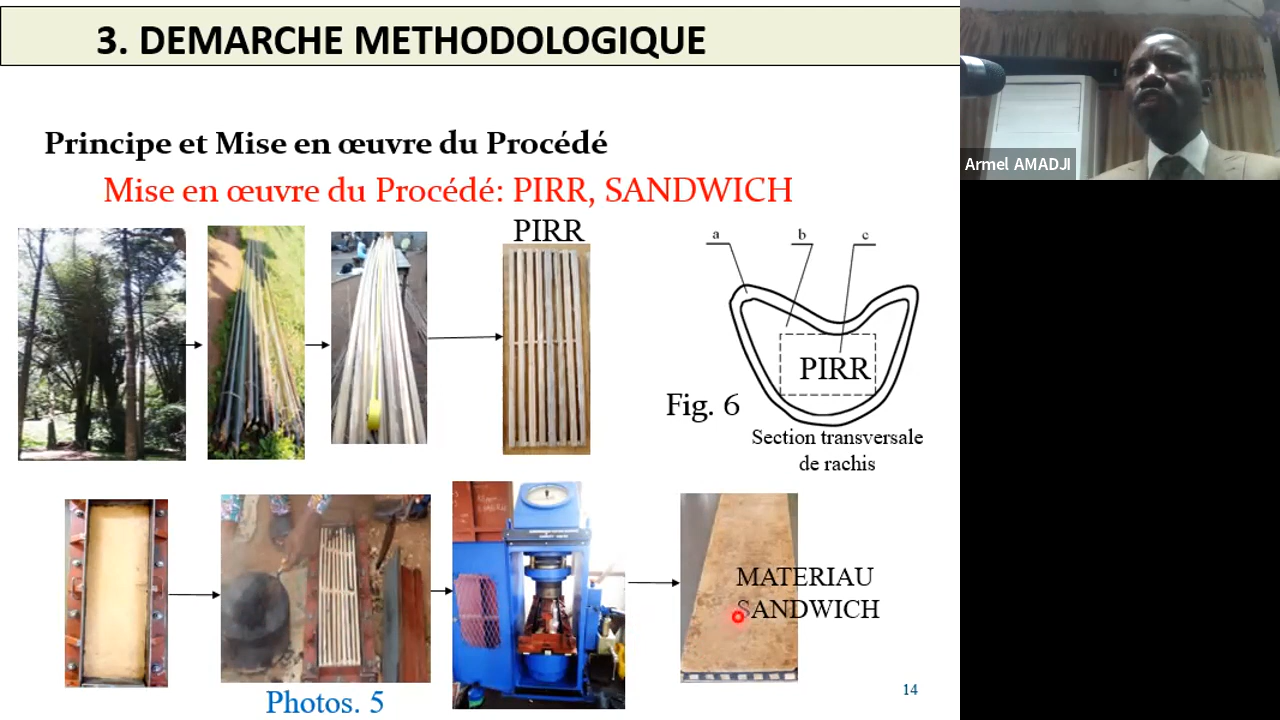 3. DEMARCHE METHODOLOGIQUE
Armel AMADJI
Principe et Mise en œuvre du Procédé
Mise en œuvre du Procédé: PIRR, SANDWICH
PIRR
a
b
c
PIRR
Fig. 6
Section transversale
de rachis
MATERIAU
SANDWICH
Photos. 5
14